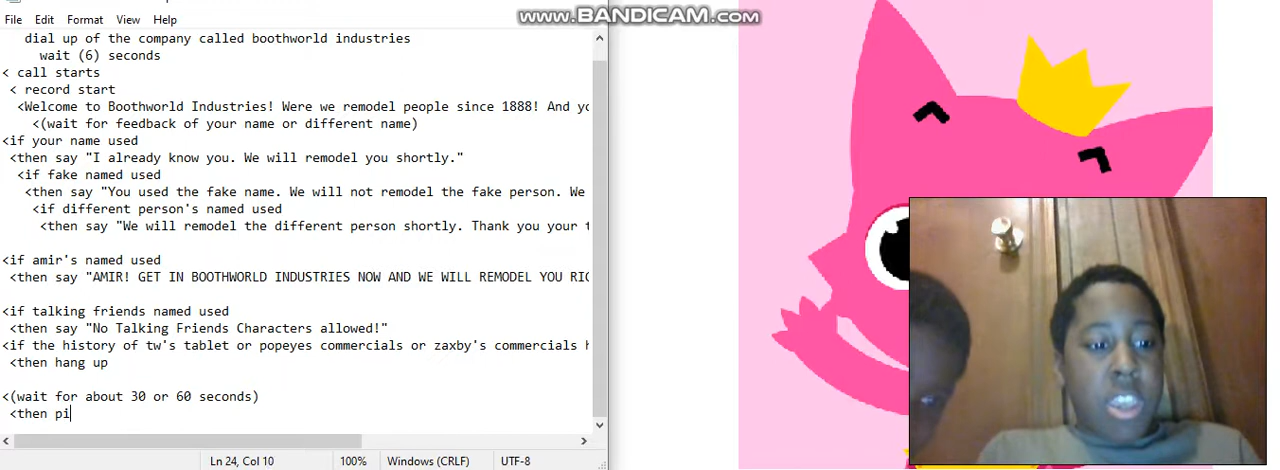 www.BANDICAM.com
File Edit Format View Help
dial up of the company called boothworld industries
wait (6) seconds
< call starts
< record start
<Welcome to Boothworld Industries! Were we remodel people since 1888! And
<(wait for feedback of your name or different name)
<if your name used
<then say "I already know you. We will remodel you shortly."
<if fake named used
<then say "You used the fake name. We will not remodel the fake person. We
<if different person's named used
<then say "We will remodel the different person shortly. Thank you your
<if amir's named used
<then say "AMIR! GET IN BOOTHWORLD INDUSTRIES NOW AND WE WILL REMODEL YOU
<if talking friends named used
<then say "No Talking Friends Characters allowed!"
<if the history of tw's tablet or popeyes commercials or zaxby's commercials
<then hang up
<(wait for about 30 or 60 seconds)
<then pi
Ln 24, Col 10 100% Windows (CRLF) UTF-8